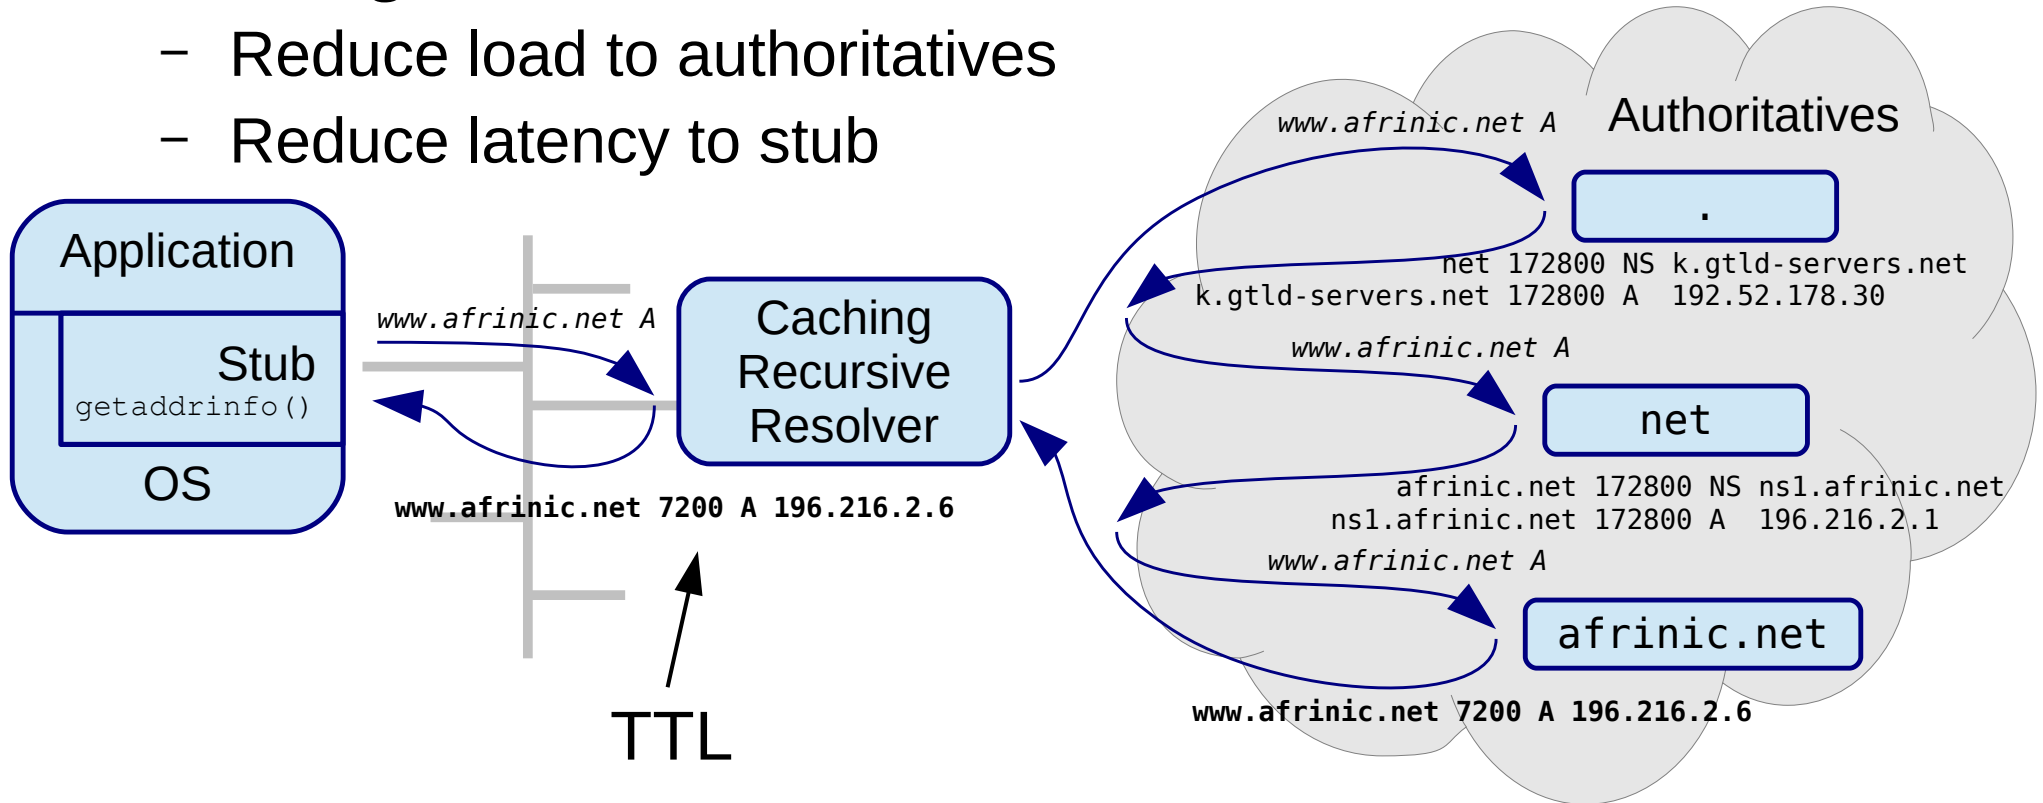 – Reduce load to authoritatives
– Reduce latency to stub
Authoritatives
www.afrinic.net A
.
net 172800 NS k.gtld-servers.net
k.gtld-servers.net 172800 A 192.52.178.30
Application
Stub
getaddrinfo()
OS
www.afrinic.net A
Caching
Recursive
Resolver
www.afrinic.net 7200 A 196.216.2.6
TTL
www.afrinic.net A
net
afrinic.net 172800 NS ns1.afrinic.net
ns1.afrinic.net 172800 A 196.216.2.1
www.afrinic.net A
afrinic.net
www.afrinic.net 7200 A 196.216.2.6